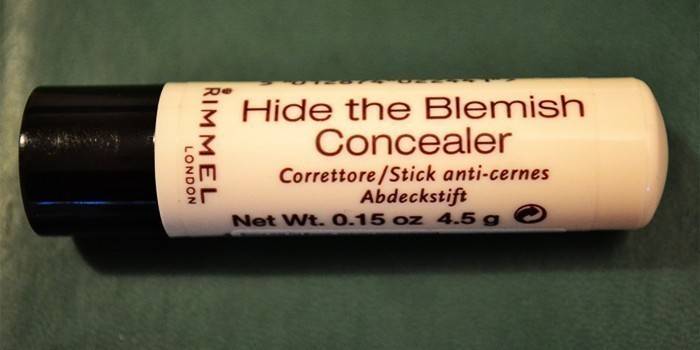 RIMMEL
LONDON
Hide the Blemish
Concealer
Correttore/Stick anti-cernes
Abdeckstift
Net Wt. 0.15 oz 4.5 g